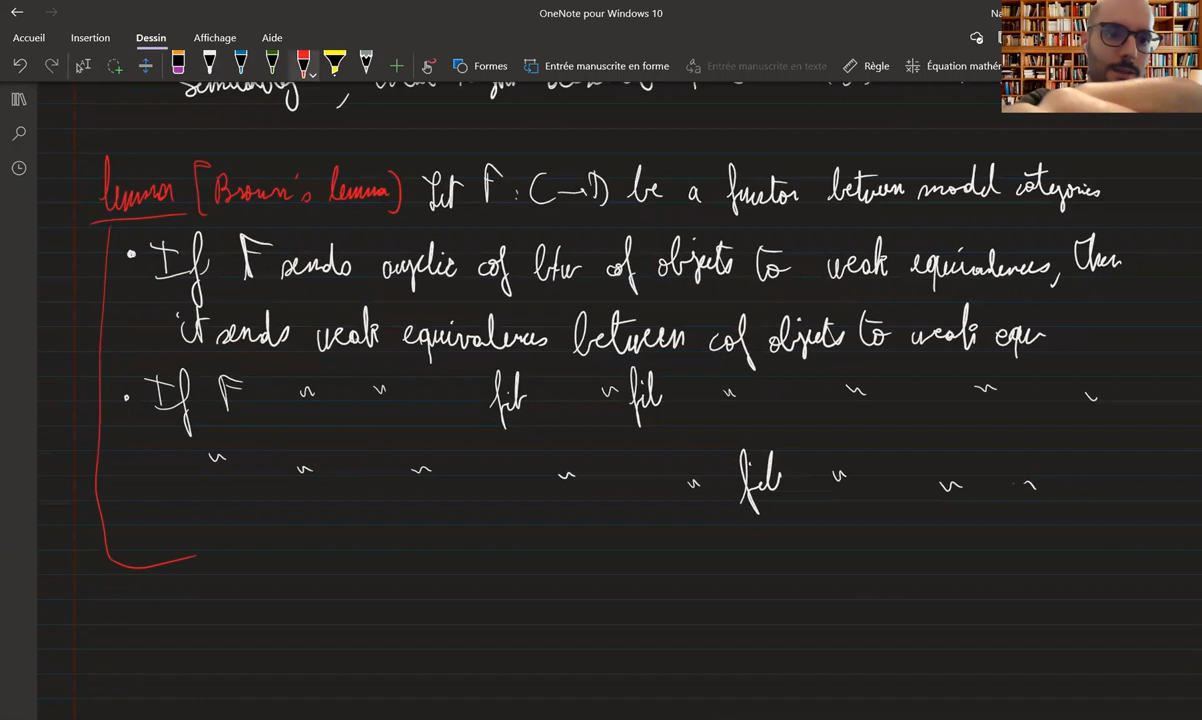 OneNote pour Windows 10
Accueil Insertion Dessin Affichage Aide
Formes Entrée manuscrite en forme Entrée manuscrite en texte Règle Équation mathé
lemma [Brown's lemma) Let F : C → D be a functor between model categories
• If F sends acyclic cof btw cof objects to weak equivalences, then
it sends weak equivalences between cof objects to weak equ
• If F " " fib " fib " " " "
" " " " " fib " " "